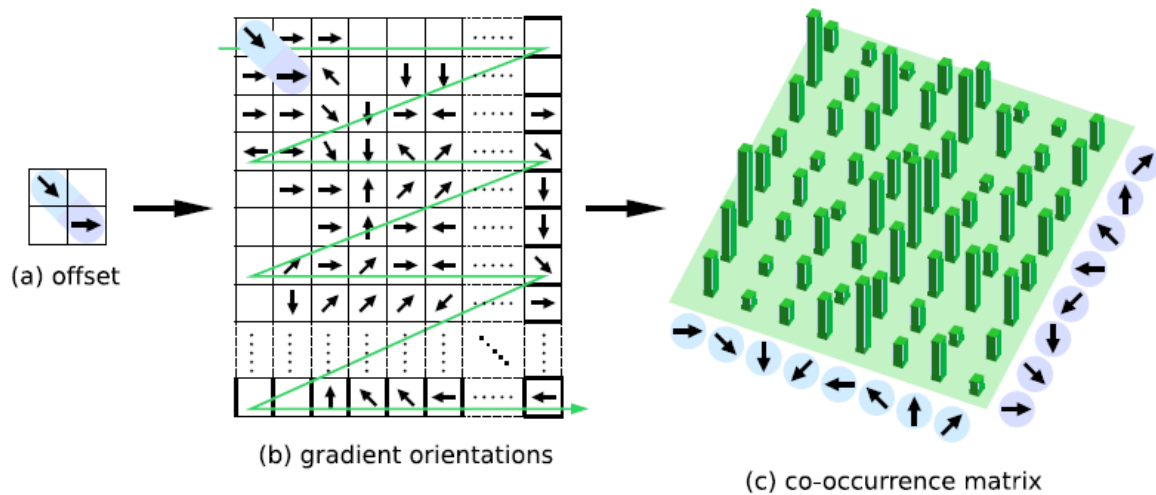 (a) offset
(b) gradient orientations
(c) co-occurrence matrix